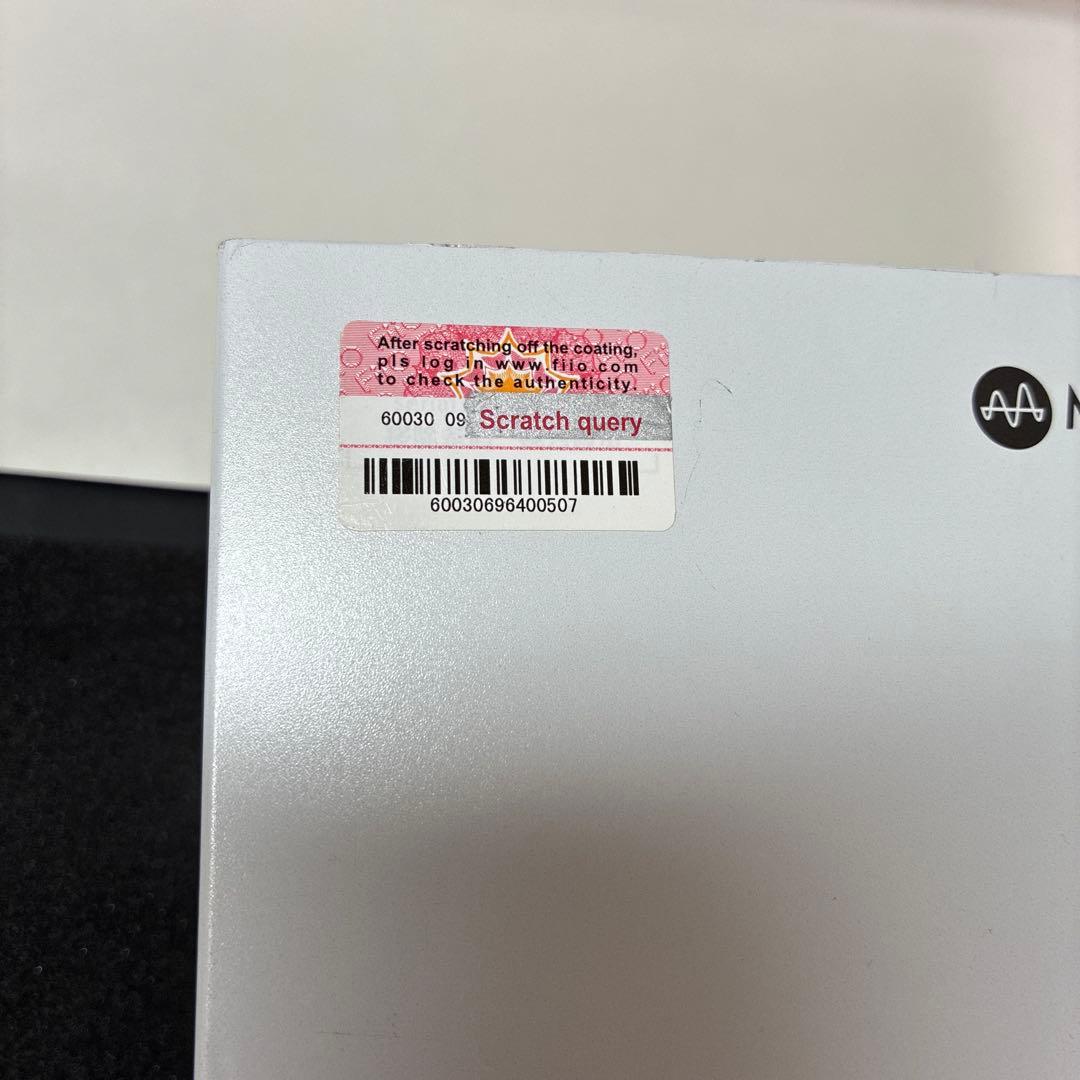 After scratching off the coating,
pls log in www.fiio.com
to check the authenticity.
60030 09 Scratch query
60030696400507